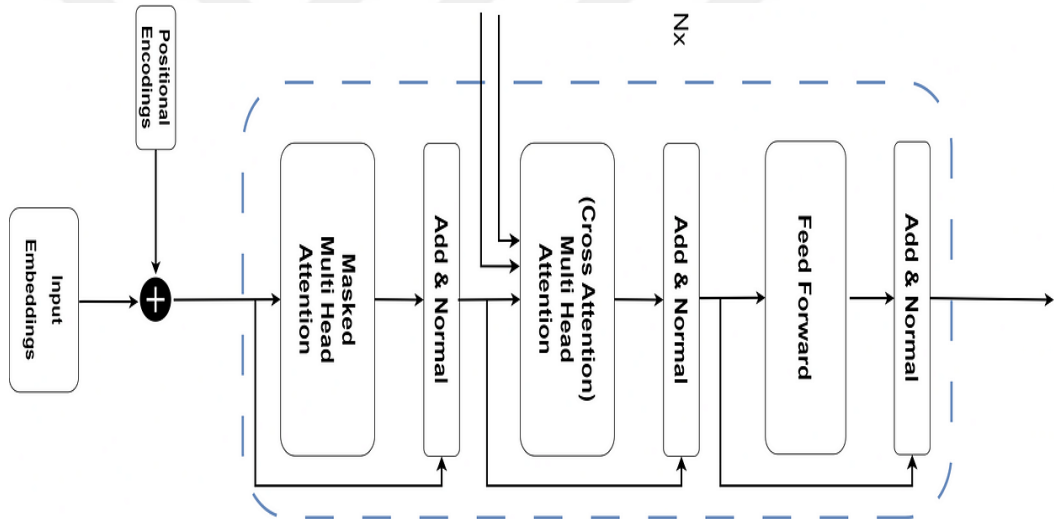 Positional
Encodings
Input
Embeddings
Masked
Multi Head
Attention
Add & Normal
(Cross Attention)
Multi Head
Attention
Add & Normal
Nx
Feed Forward
Add & Normal